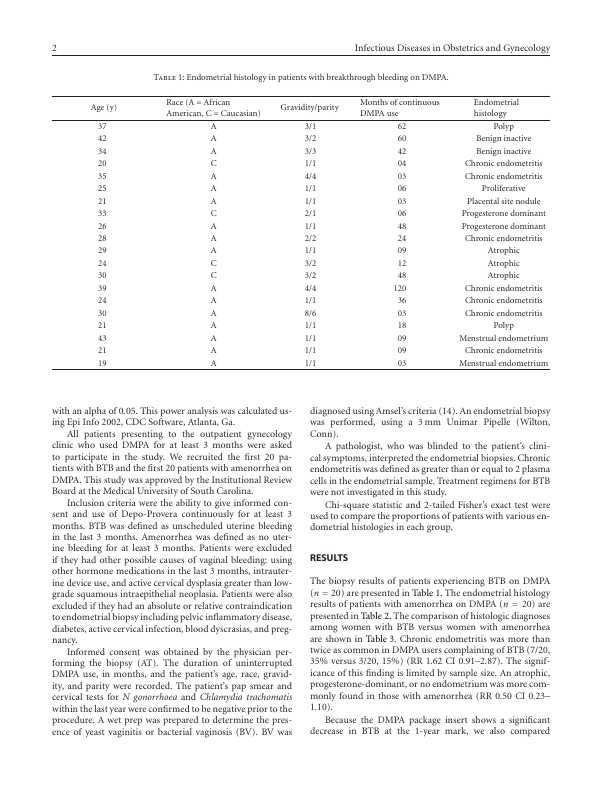 2 Infectious Diseases in Obstetrics and Gynecology
Table 1: Endometrial histology in patients with breakthrough bleeding on DMPA.
Age (y) Race (A = African American, C = Caucasian) Gravidity/parity Months of continuous DMPA use Endometrial histology
37 A 3/1 62 Polyp
42 A 3/2 60 Benign inactive
34 A 3/3 42 Benign inactive
20 C 1/1 04 Chronic endometritis
35 A 4/4 03 Chronic endometritis
25 A 1/1 06 Proliferative
21 A 1/1 03 Placental site nodule
33 C 2/1 06 Progesterone dominant
26 A 1/1 48 Progesterone dominant
28 A 2/2 24 Chronic endometritis
29 A 1/1 09 Atrophic
24 C 3/2 12 Atrophic
30 C 3/2 48 Atrophic
39 A 4/4 120 Chronic endometritis
24 A 1/1 36 Chronic endometritis
30 A 8/6 03 Chronic endometritis
21 A 1/1 18 Polyp
43 A 1/1 09 Menstrual endometrium
21 A 1/1 09 Chronic endometritis
19 A 1/1 03 Menstrual endometrium
with an alpha of 0.05. This power analysis was calculated us-
ing Epi Info 2002, CDC Software, Atlanta, Ga.
All patients presenting to the outpatient gynecology
clinic who used DMPA for at least 3 months were asked
to participate in the study. We recruited the first 20 pa-
tients with BTB and the first 20 patients with amenorrhea on
DMPA. This study was approved by the Institutional Review
Board at the Medical University of South Carolina.
Inclusion criteria were the ability to give informed con-
sent and use of Depo-Provera continuously for at least 3
months. BTB was defined as unscheduled uterine bleeding
in the last 3 months. Amenorrhea was defined as no uter-
ine bleeding for at least 3 months. Patients were excluded
if they had other possible causes of vaginal bleeding: using
other hormone medications in the last 3 months, intrauter-
ine device use, and active cervical dysplasia greater than low-
grade squamous intraepithelial neoplasia. Patients were also
excluded if they had an absolute or relative contraindication
to endometrial biopsy including pelvic inflammatory disease,
diabetes, active cervical infection, blood dyscrasias, and preg-
nancy.
Informed consent was obtained by the physician per-
forming the biopsy (AT). The duration of uninterrupted
DMPA use, in months, and the patient's age, race, gravid-
ity, and parity were recorded. The patient's pap smear and
cervical tests for N gonorrhoea and Chlamydia trachomatis
within the last year were confirmed to be negative prior to the
procedure. A wet prep was prepared to determine the pres-
ence of yeast vaginitis or bacterial vaginosis (BV). BV was
diagnosed using Amsel's criteria (14). An endometrial biopsy
was performed, using a 3 mm Unimar Pipelle (Wilton,
Conn).
A pathologist, who was blinded to the patient's clini-
cal symptoms, interpreted the endometrial biopsies. Chronic
endometritis was defined as greater than or equal to 2 plasma
cells in the endometrial sample. Treatment regimens for BTB
were not investigated in this study.
Chi-square statistic and 2-tailed Fisher's exact test were
used to compare the proportions of patients with various en-
dometrial histologies in each group.
RESULTS
The biopsy results of patients experiencing BTB on DMPA
(n = 20) are presented in Table 1. The endometrial histology
results of patients with amenorrhea on DMPA (n = 20) are
presented in Table 2. The comparison of histologic diagnoses
among women with BTB versus women with amenorrhea
are shown in Table 3. Chronic endometritis was more than
twice as common in DMPA users complaining of BTB (7/20,
35% versus 3/20, 15%) (RR 1.62 CI 0.91–2.87). The signif-
icance of this finding is limited by sample size. An atrophic,
progesterone-dominant, or no endometrium was more com-
monly found in those with amenorrhea (RR 0.50 CI 0.23–
1.10).
Because the DMPA package insert shows a significant
decrease in BTB at the 1-year mark, we also compared